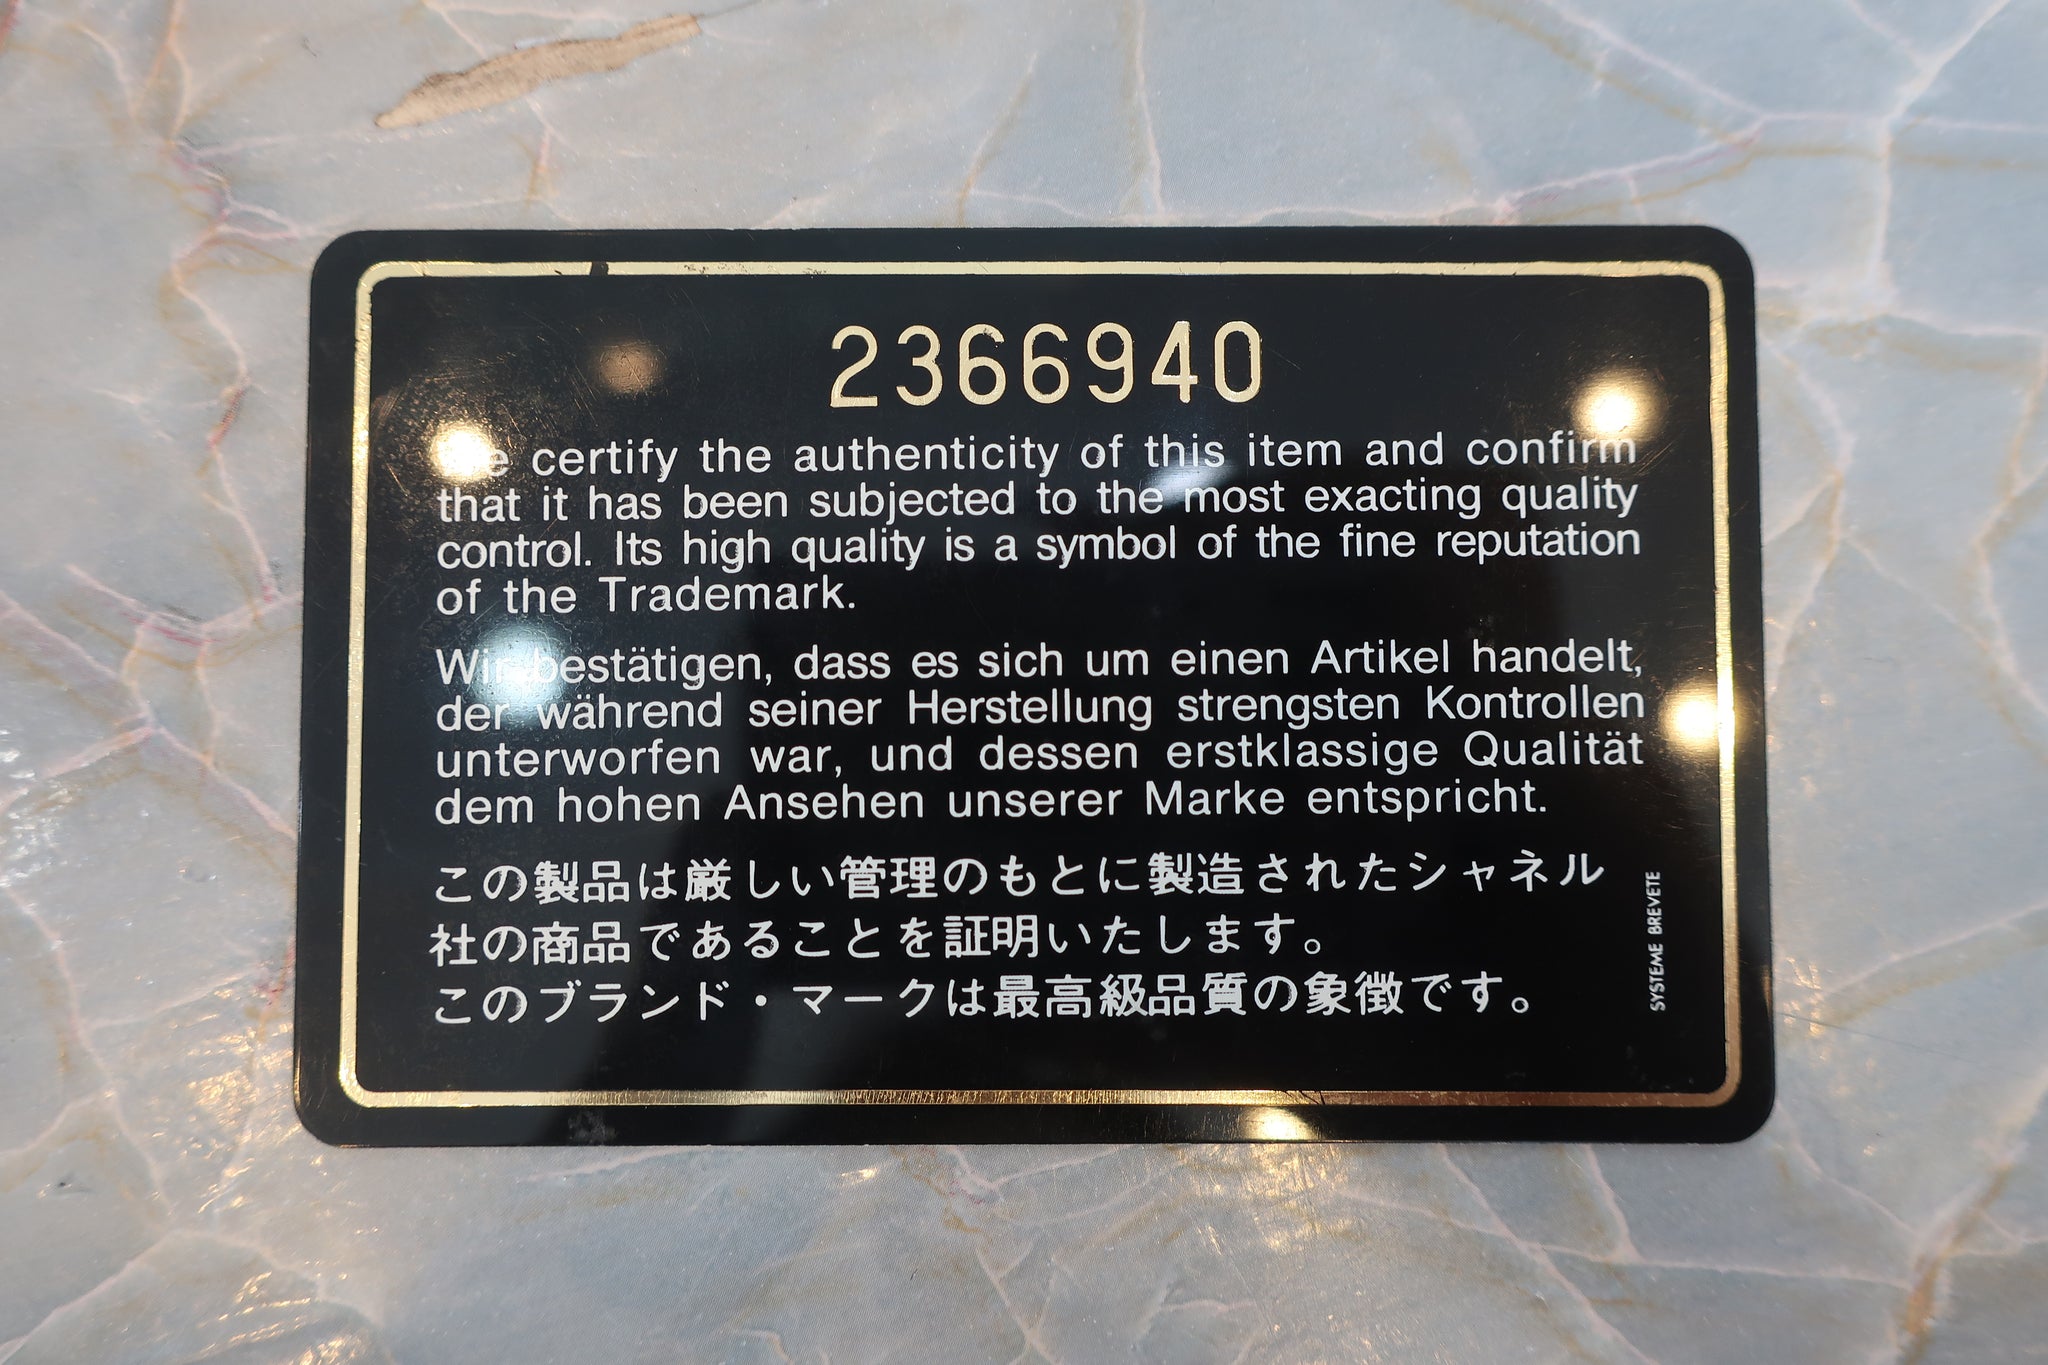 2366940
We certify the authenticity of this item and confirm
that it has been subjected to the most exacting quality
control. Its high quality is a symbol of the fine reputation
of the Trademark.
Wir bestätigen, dass es sich um einen Artikel handelt,
der während seiner Herstellung strengsten Kontrollen
unterworfen war, und dessen erstklassige Qualität
dem hohen Ansehen unserer Marke entspricht.
この製品は厳しい管理のもとに製造されたシャネル
社の商品であることを証明いたします。
このブランド・マークは最高級品質の象徴です。
SYSTEME BREVETE